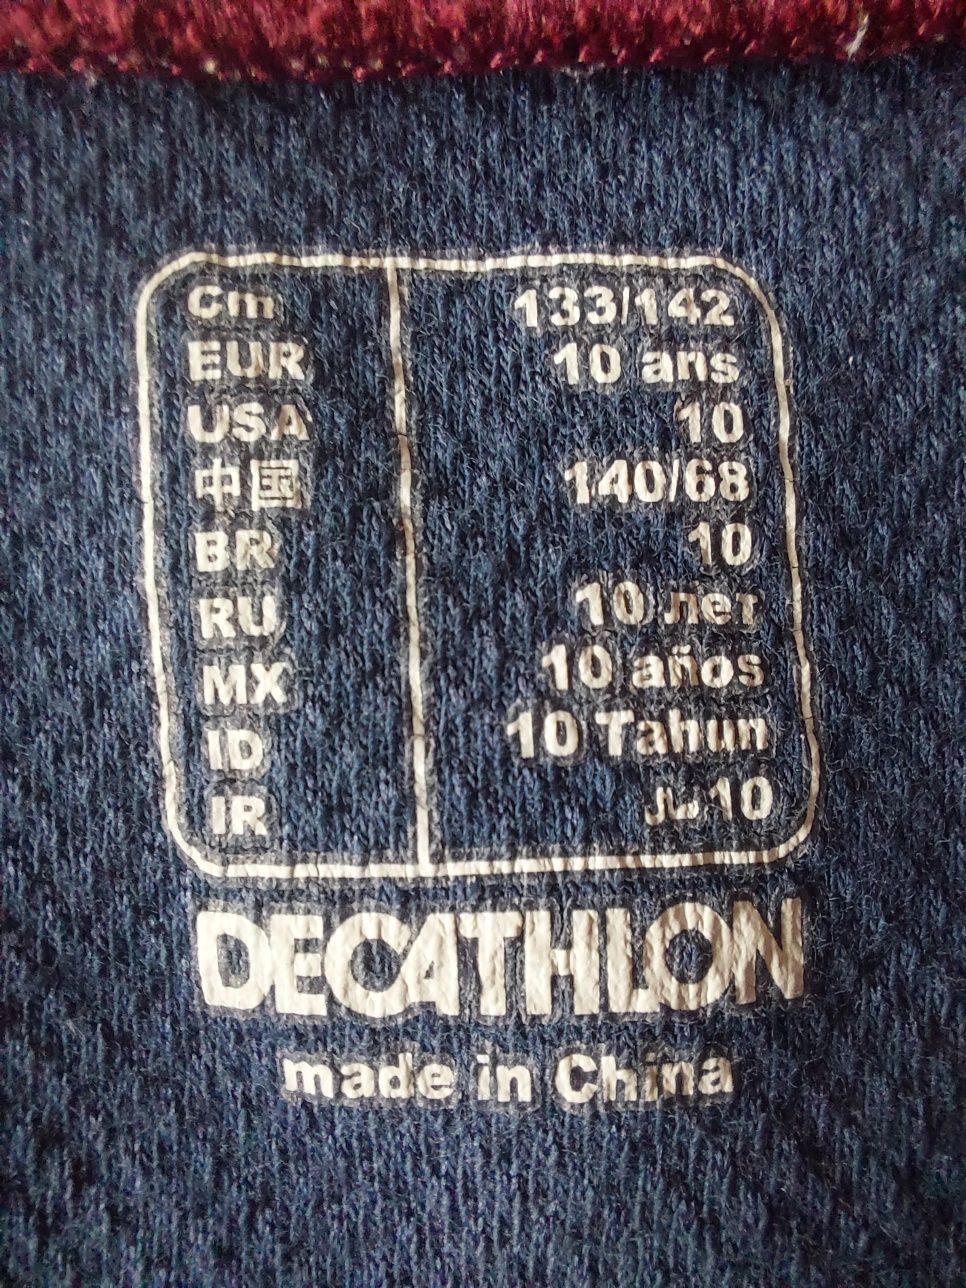 Cm 133/142
EUR 10 ans
USA 10
中国 140/68
BR 10
RU 10 лет
MX 10 años
ID 10 Tahun
IR 10 سال
DECATHLON
made in China